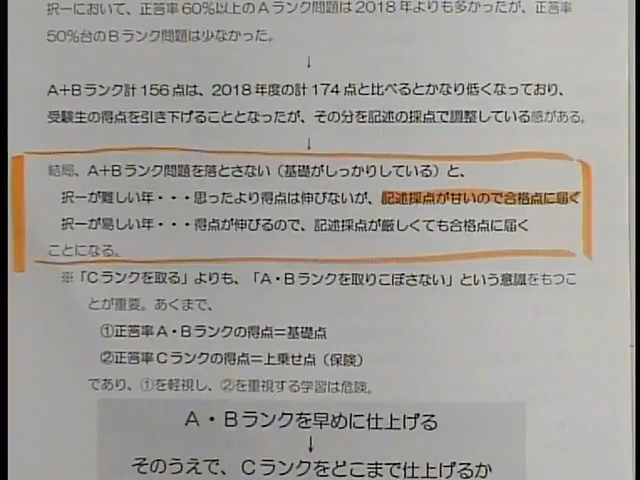 択一において、正答率60%以上のAランク問題は2018年よりも多かったが、正答率
50%台のBランク問題は少なかった。
↓
A+Bランク計156点は、2018年度の計174点と比べるとかなり低くなっており、
受験生の得点を引き下げることとなったが、その分を記述の採点で調整している感がある。
↓
結局、A+Bランク問題を落とさない（基礎がしっかりしている）と、
択一が難しい年・・・思ったより得点は伸びないが、記述採点が甘いので合格点に届く
択一が易しい年・・・得点が伸びるので、記述採点が厳しくても合格点に届く
ことになる。
※「Cランクを取る」よりも、「A・Bランクを取りこぼさない」という意識をもつこ
とが重要。あくまで、
①正答率A・Bランクの得点＝基礎点
②正答率Cランクの得点＝上乗せ点（保険）
であり、①を軽視し、②を重視する学習は危険。
A・Bランクを早めに仕上げる
↓
そのうえで、Cランクをどこまで仕上げるか